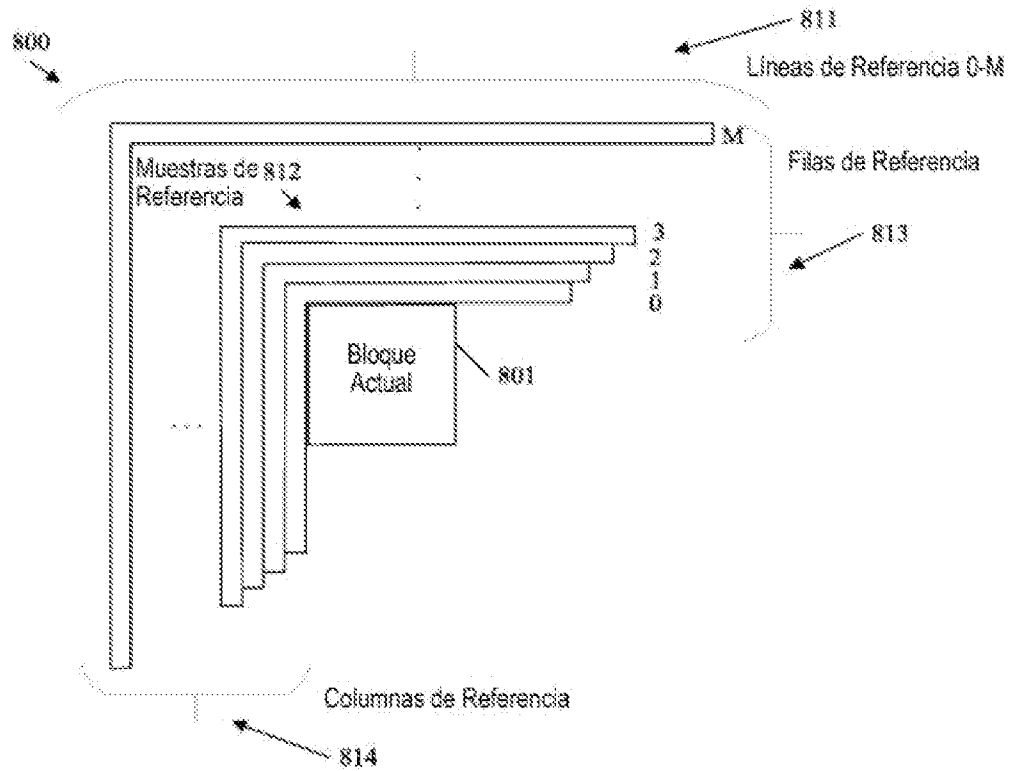 811
800
Líneas de Referencia 0-M
M
Filas de Referencia
Muestras de 812
Referencia
3
813
2
1
0
Bloque
Actual
801
...
Columnas de Referencia
814